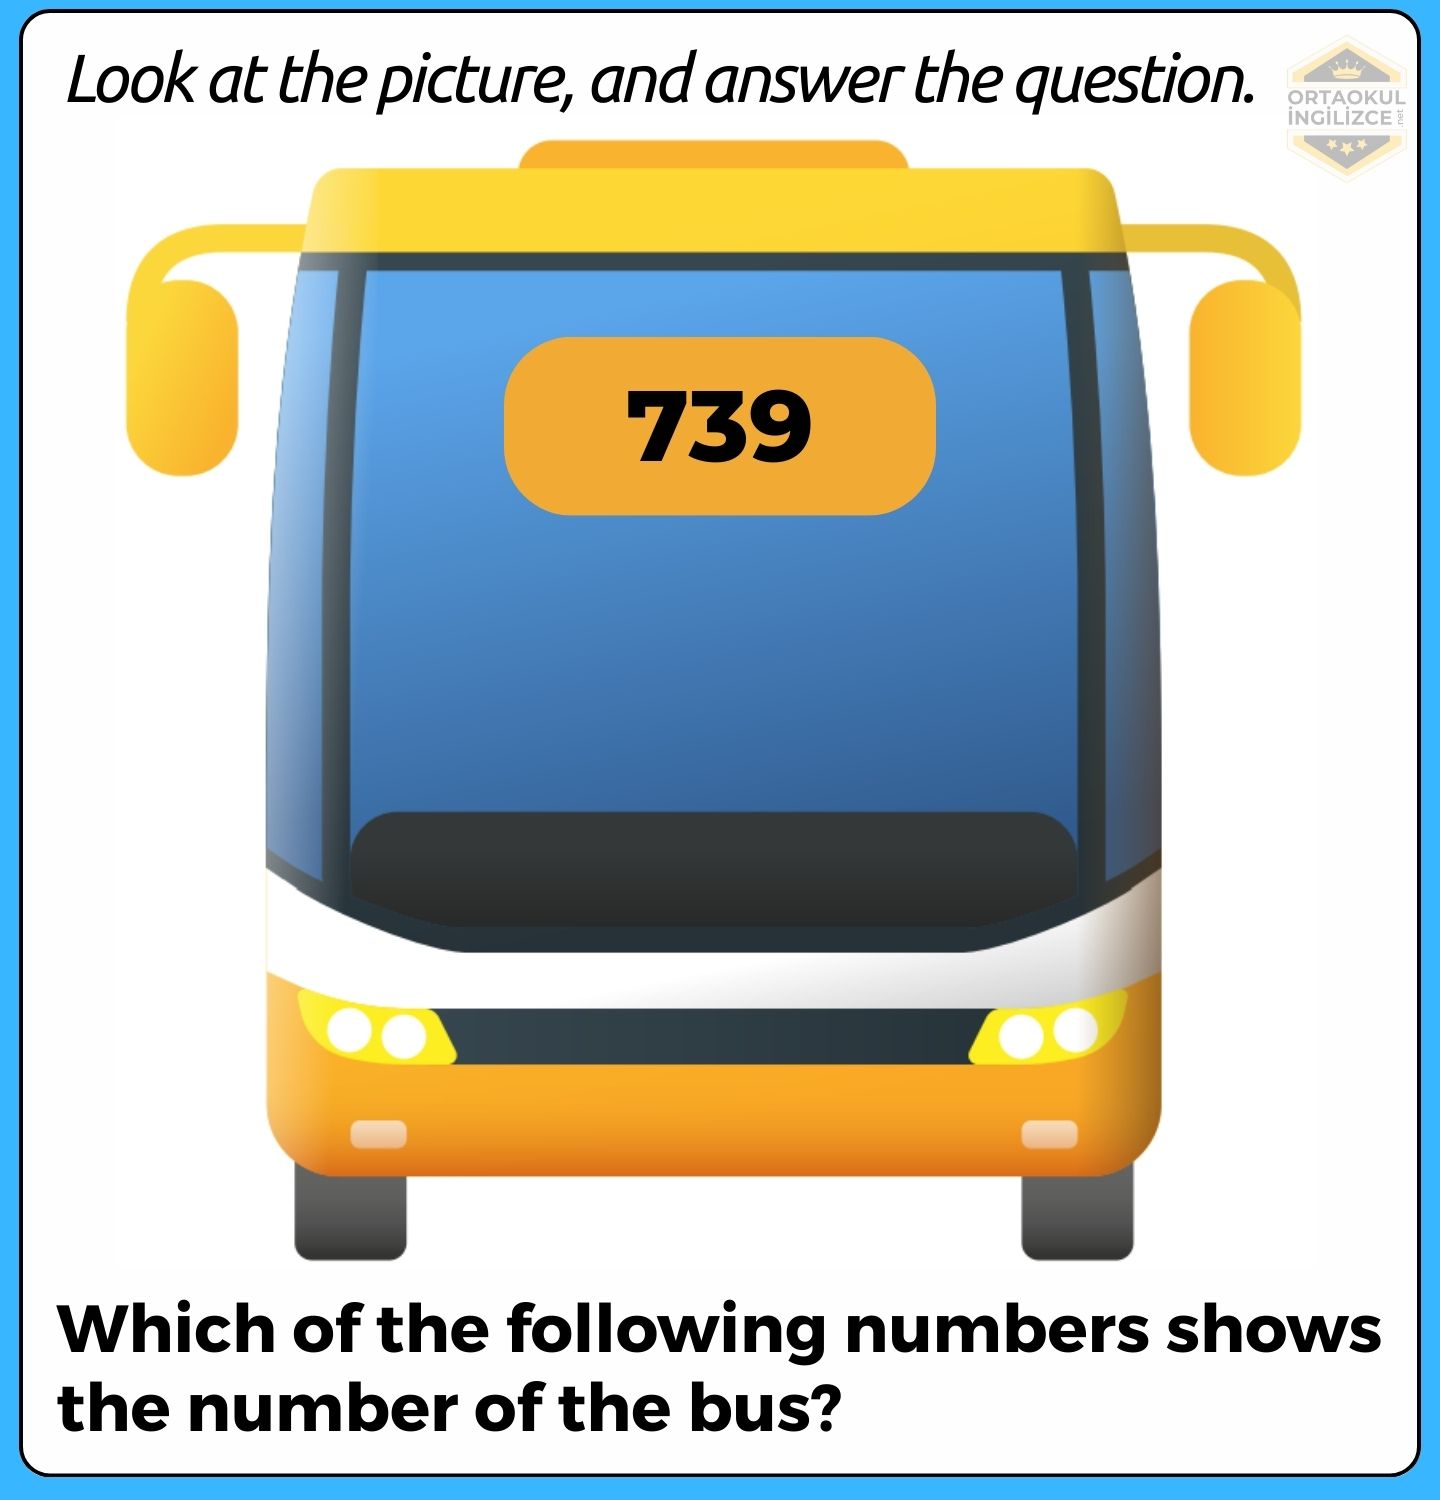 Look at the picture, and answer the question.
ORTAOKUL
İNGİLİZCE
.net
739
Which of the following numbers shows
the number of the bus?